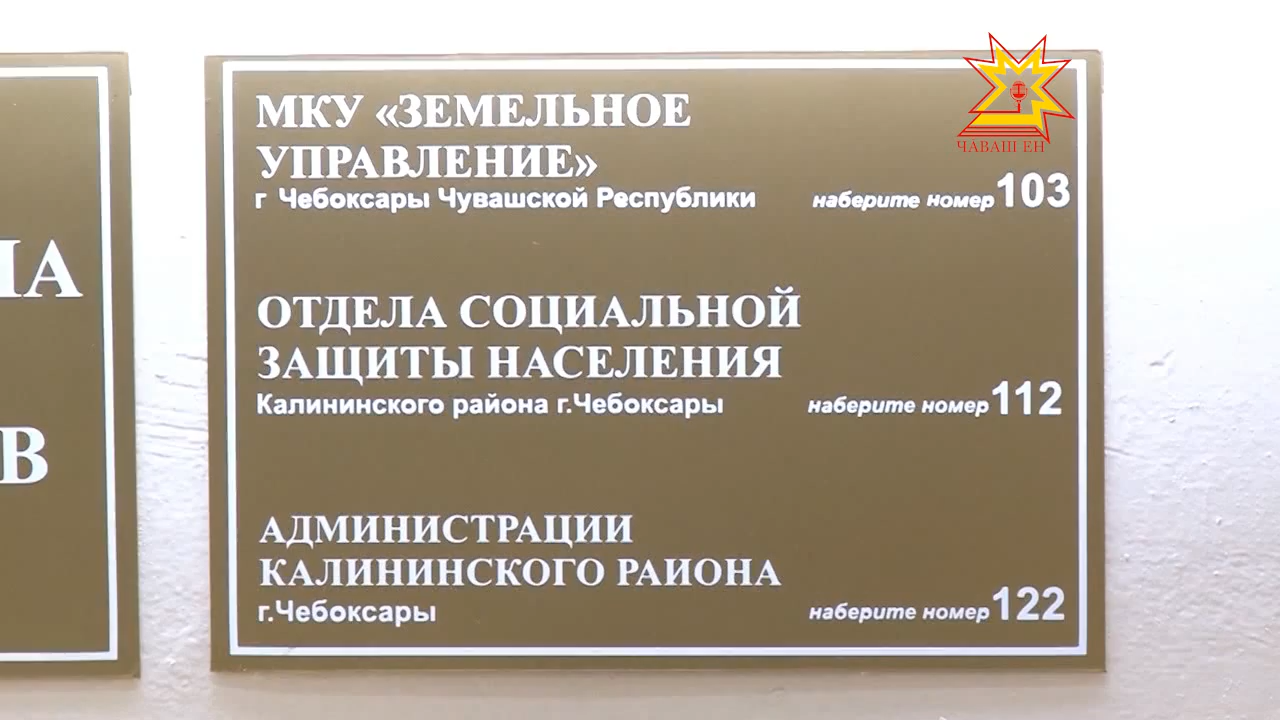 МКУ «ЗЕМЕЛЬНОЕ
УПРАВЛЕНИЕ»
г Чебоксары Чувашской Республики
наберите номер 103
ОТДЕЛА СОЦИАЛЬНОЙ
ЗАЩИТЫ НАСЕЛЕНИЯ
Калининского района г.Чебоксары
наберите номер 112
АДМИНИСТРАЦИИ
КАЛИНИНСКОГО РАИОНА
г.Чебоксары
наберите номер 122
ЧАВАШ ЕН